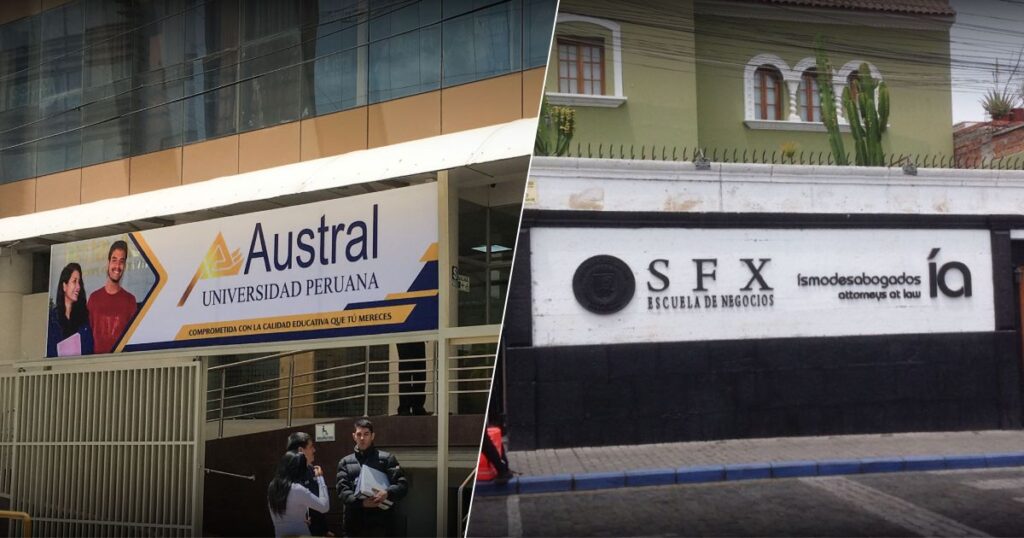 Austral
UNIVERSIDAD PERUANA
COMPROMETIDA CON LA CALIDAD EDUCATIVA QUE TÚ MERECES
SFX
ESCUELA DE NEGOCIOS
ísmodesabogados
attorneys at law
ía